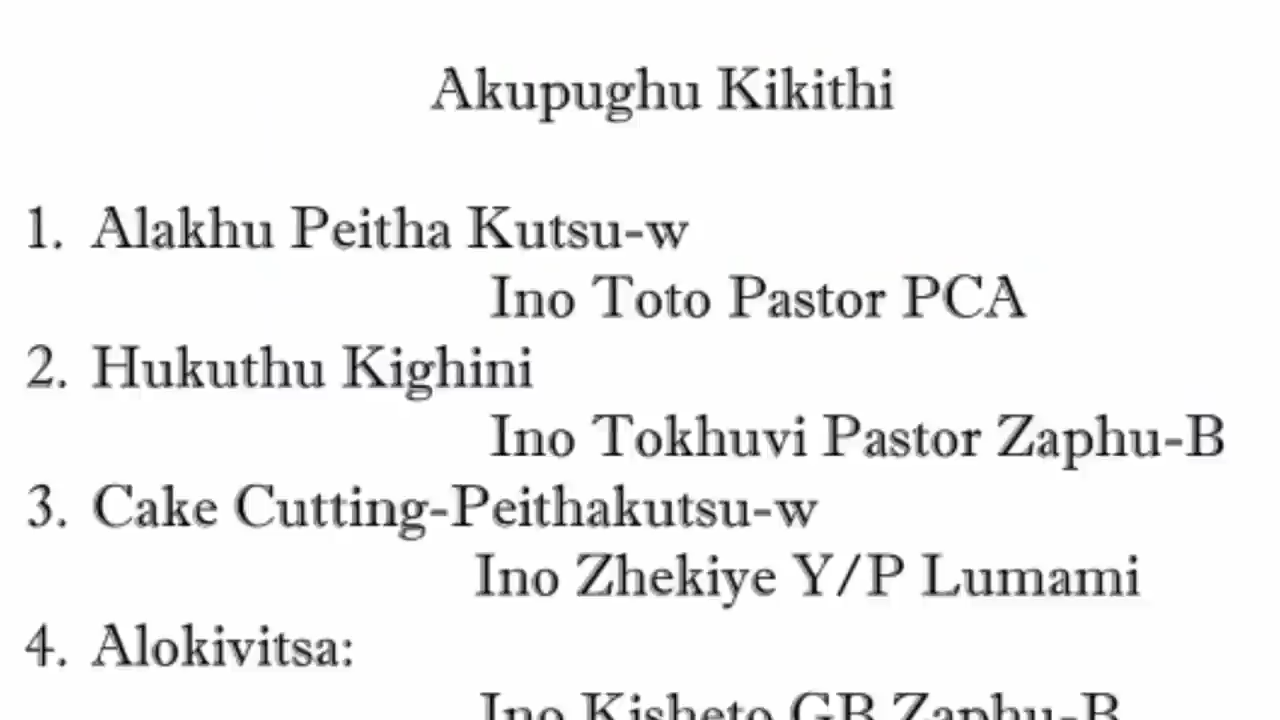 Akupughu Kikithi
1. Alakhu Peitha Kutsu-w
Ino Toto Pastor PCA
2. Hukuthu Kighini
Ino Tokhuvi Pastor Zaphu-B
3. Cake Cutting-Peithakutsu-w
Ino Zhekiye Y/P Lumami
4. Alokivitsa:
Ino Kisheto GB Zaphu-B